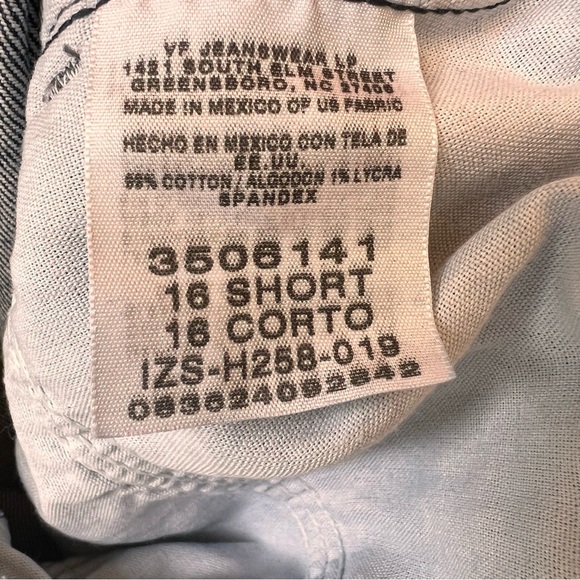 VF JEANSWEAR LP
1421 SOUTH ELM STREET
GREENSBORO, NC 27406
MADE IN MEXICO OF US FABRIC
HECHO EN MEXICO CON TELA DE
EE.UU.
99% COTTON / ALGODON 1% LYCRA
SPANDEX
3506141
16 SHORT
16 CORTO
IZS-H258-019
083624092842